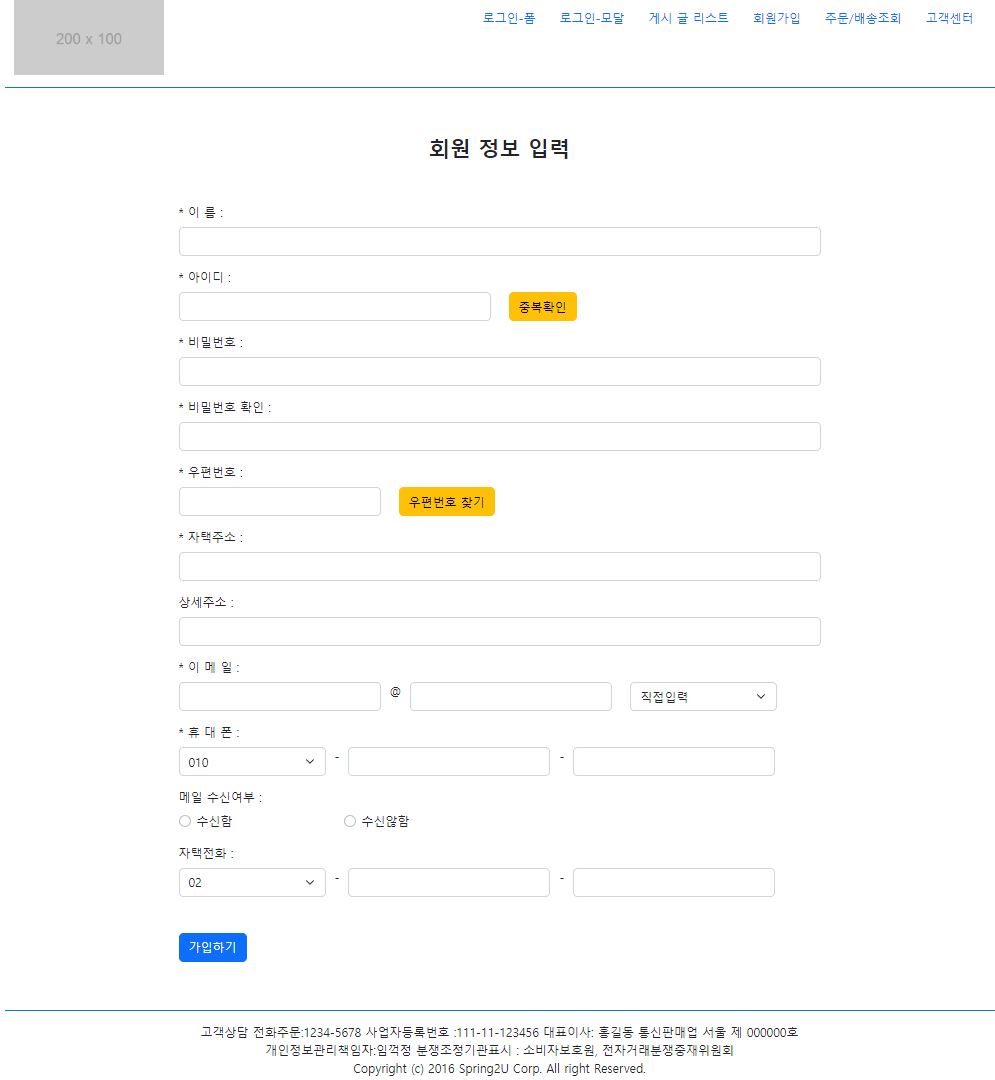 200 x 100
로그인-폼 로그인-모달 게시 글 리스트 회원가입 주문/배송조회 고객센터
회원 정보 입력
* 이 름 :
* 아이디 :
중복확인
* 비밀번호 :
* 비밀번호 확인 :
* 우편번호 :
우편번호 찾기
* 자택주소 :
상세주소 :
* 이 메 일 :
@ 직접입력
* 휴 대 폰 :
010 - -
메일 수신여부 :
수신함 수신않함
자택전화 :
02 - -
가입하기
고객상담 전화주문:1234-5678 사업자등록번호 :111-11-123456 대표이사: 홍길동 통신판매업 서울 제 000000호
개인정보관리책임자:임꺽정 분쟁조정기관표시 : 소비자보호원, 전자거래분쟁중재위원회
Copyright (c) 2016 Spring2U Corp. All right Reserved.